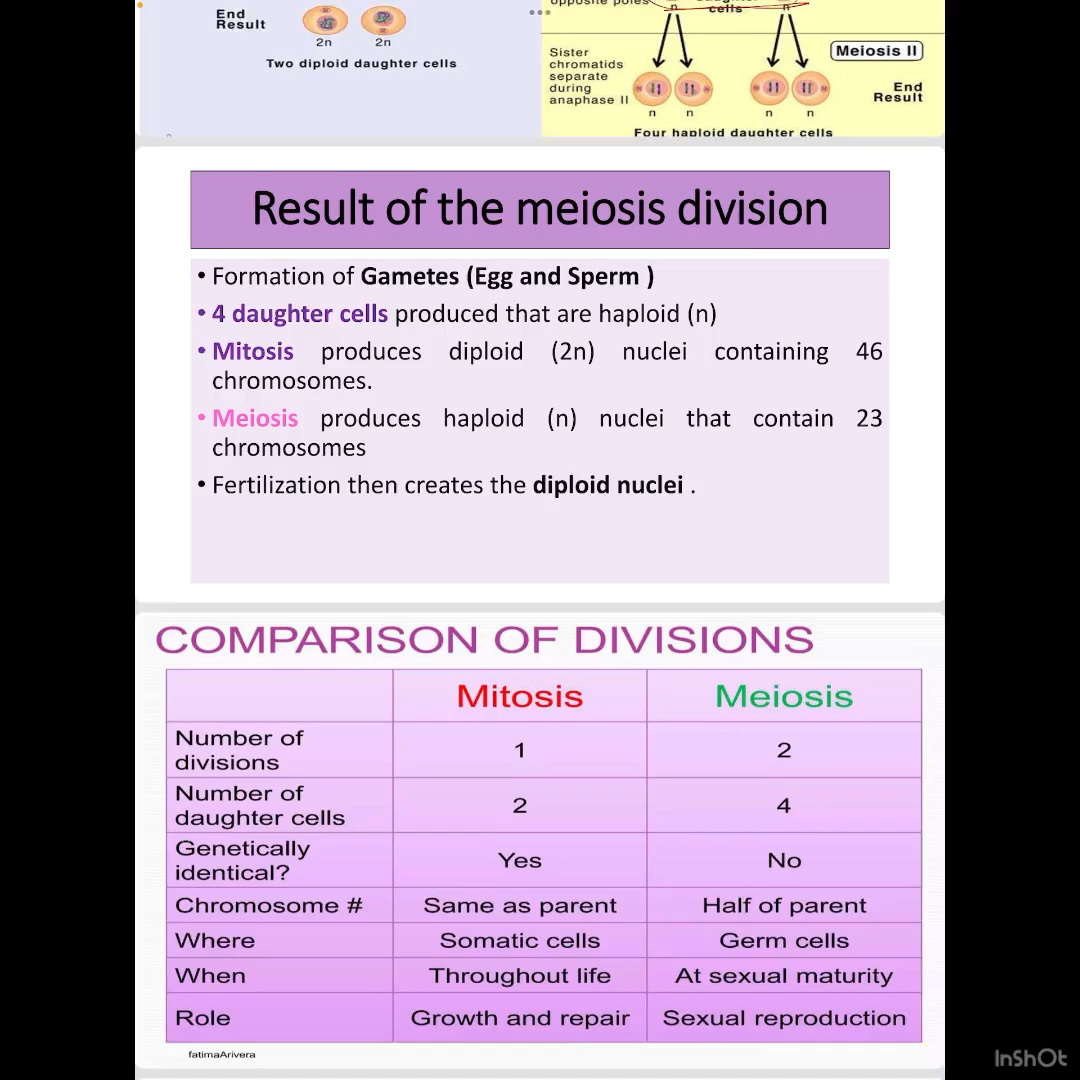 End
Result
2n 2n
Two diploid daughter cells
opposite poles
cells
n n
Sister
chromatids
separate
during
anaphase II
Meiosis II
End
Result
n n n n
Four haploid daughter cells
Result of the meiosis division
• Formation of Gametes (Egg and Sperm )
• 4 daughter cells produced that are haploid (n)
• Mitosis produces diploid (2n) nuclei containing 46
chromosomes.
• Meiosis produces haploid (n) nuclei that contain 23
chromosomes
• Fertilization then creates the diploid nuclei .
COMPARISON OF DIVISIONS
Mitosis Meiosis
Number of
divisions 1 2
Number of
daughter cells 2 4
Genetically
identical? Yes No
Chromosome # Same as parent Half of parent
Where Somatic cells Germ cells
When Throughout life At sexual maturity
Role Growth and repair Sexual reproduction
fatimaArivera
InShOt